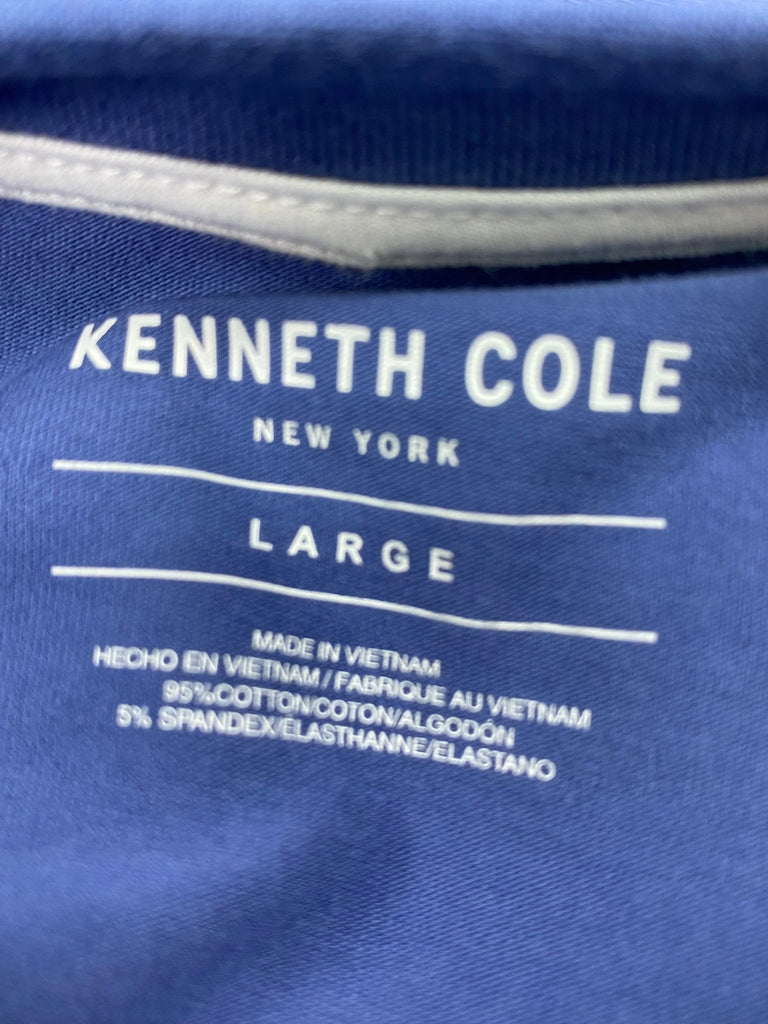 KENNETH COLE
NEW YORK
LARGE
MADE IN VIETNAM
HECHO EN VIETNAM / FABRIQUE AU VIETNAM
95%COTTON/COTON/ALGODÓN
5% SPANDEX/ELASTHANNE/ELASTANO